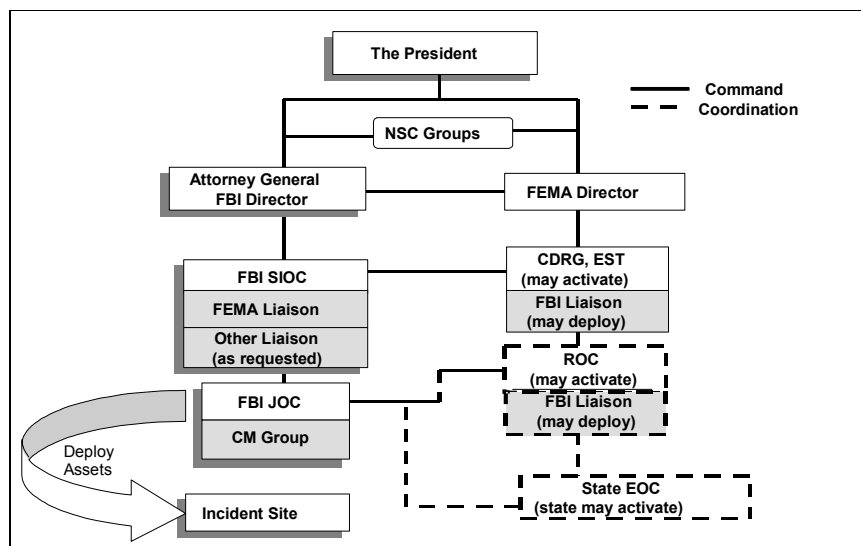 The President
Command
Coordination
NSC Groups
Attorney General
FBI Director
FEMA Director
FBI SIOC
FEMA Liaison
Other Liaison
(as requested)
CDRG, EST
(may activate)
FBI Liaison
(may deploy)
ROC
(may activate)
FBI Liaison
(may deploy)
FBI JOC
CM Group
Deploy
Assets
Incident Site
State EOC
(state may activate)